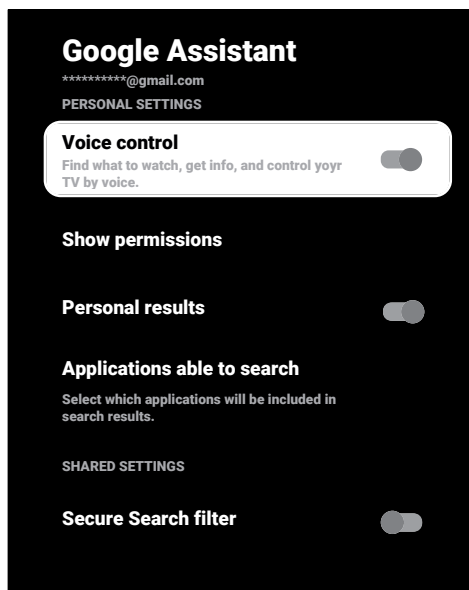 Google Assistant
**********@gmail.com
PERSONAL SETTINGS
Voice control
Find what to watch, get info, and control yoyr
TV by voice.
Show permissions
Personal results
Applications able to search
Select which applications will be included in
search results.
SHARED SETTINGS
Secure Search filter